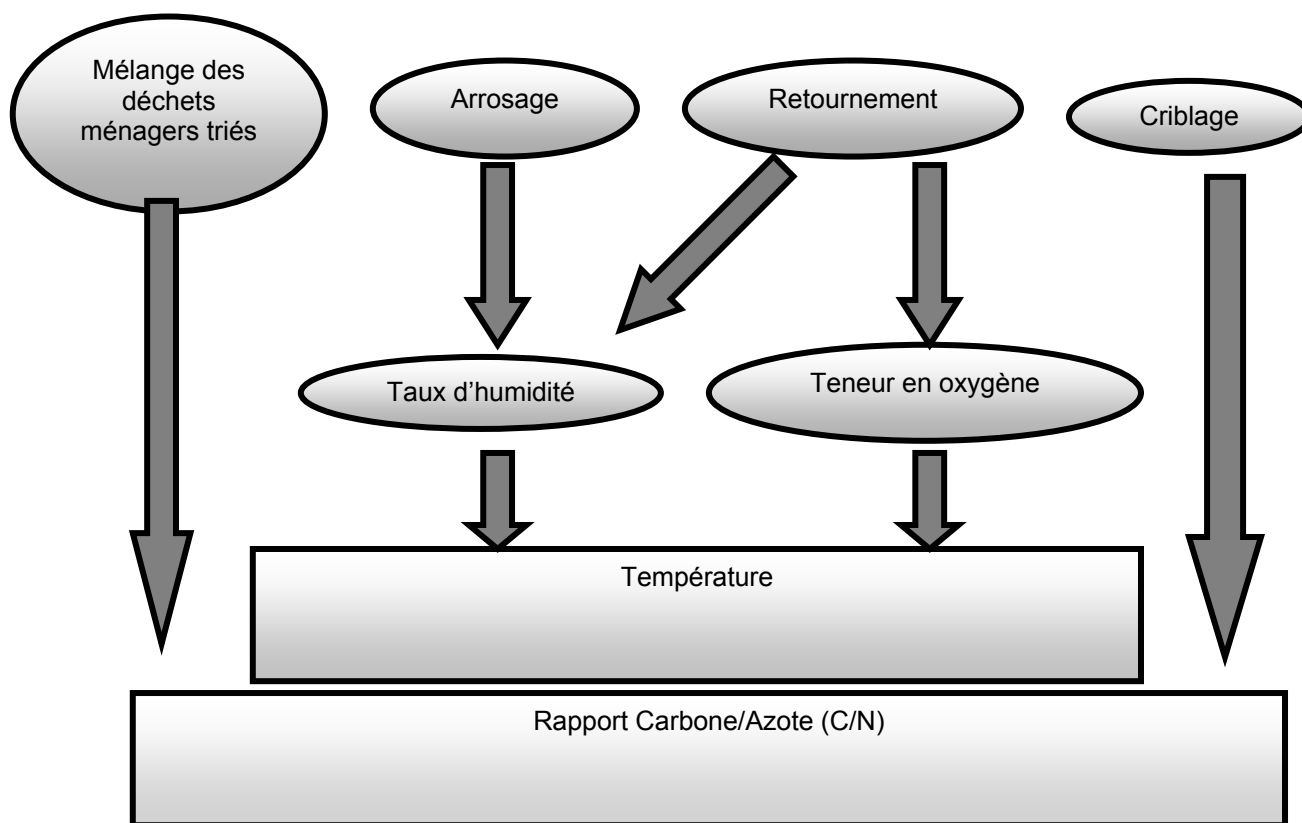 Mélange des
déchets
ménagers triés
Arrosage
Retournement
Criblage
Taux d’humidité
Teneur en oxygène
Température
Rapport Carbone/Azote (C/N)